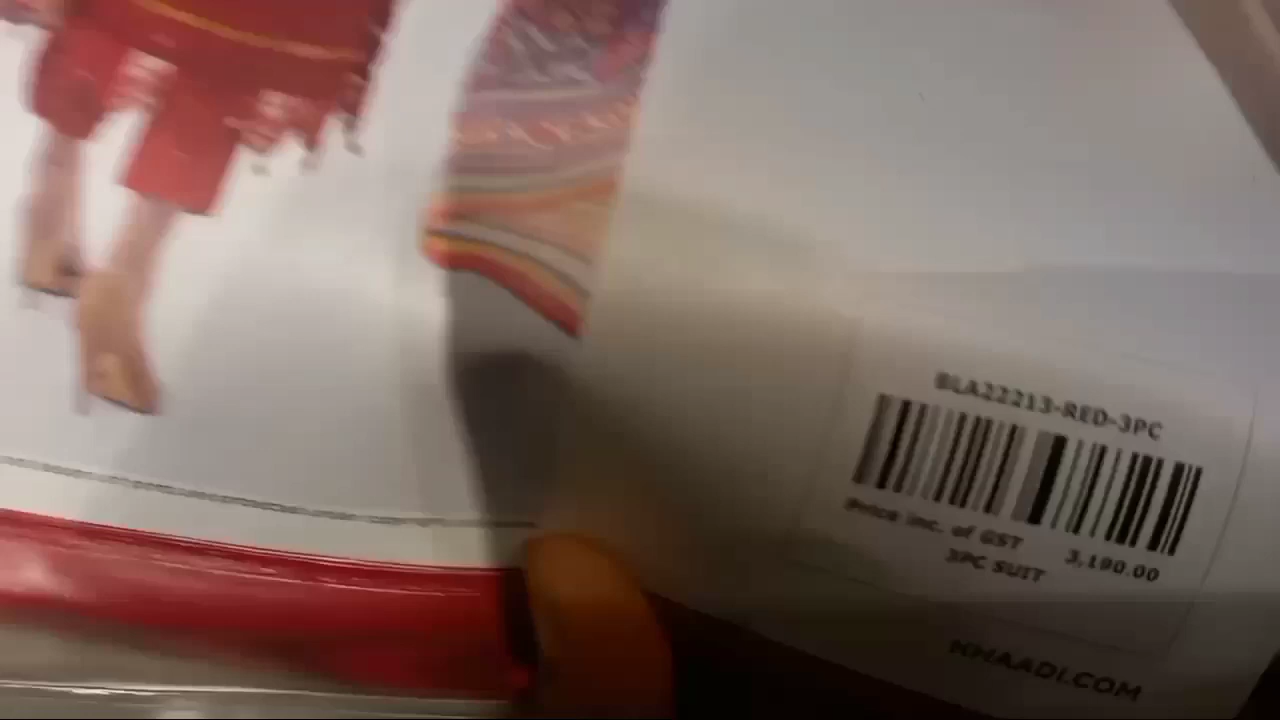 BLA22213-RED-3PC
Price inc. of GST 3,190.00
3PC SUIT
KHAADI.COM